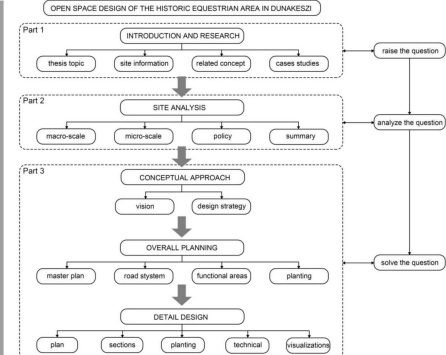 OPEN SPACE DESIGN OF THE HISTORIC EQUESTRIAN AREA IN DUNAKESZI
Part 1
INTRODUCTION AND RESEARCH
thesis topic
site information
related concept
cases studies
raise the question
Part 2
SITE ANALYSIS
macro-scale
micro-scale
policy
summary
analyze the question
Part 3
CONCEPTUAL APPROACH
vision
design strategy
OVERALL PLANNING
master plan
road stystem
functional areas
planting
solve the question
DETAIL DESIGN
plan
sections
planting
technical
visualizations